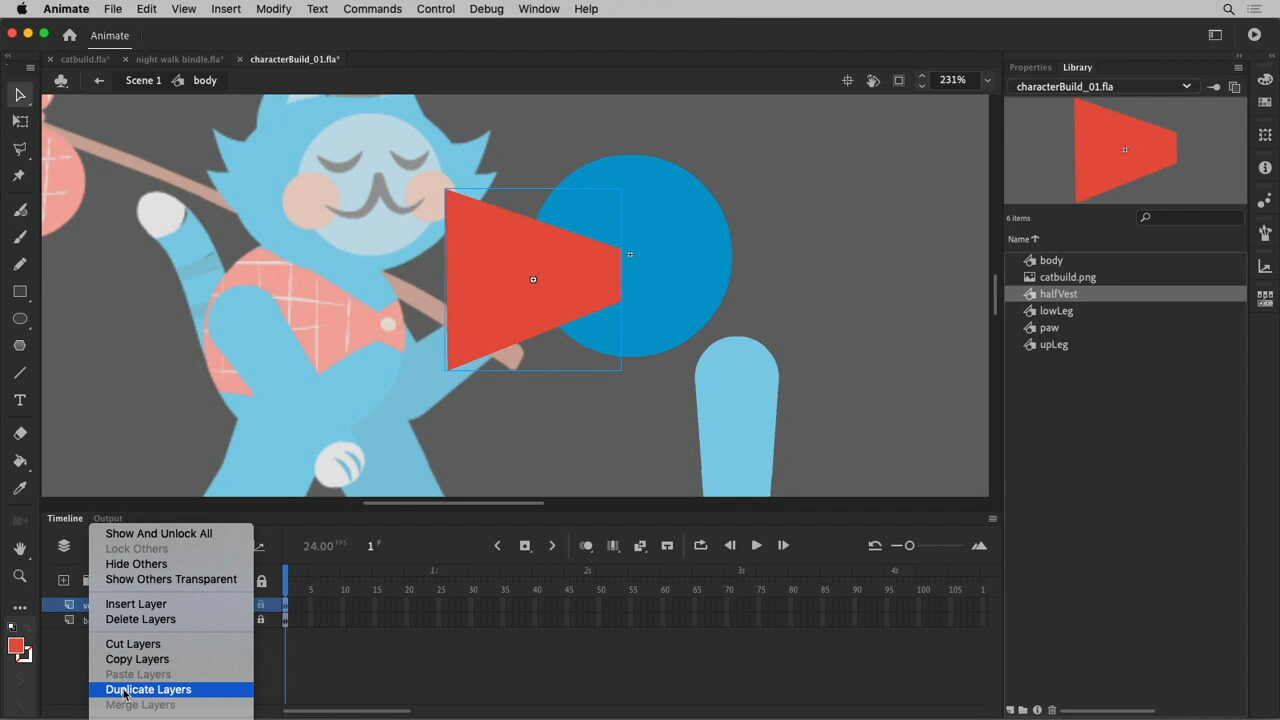 Animate File Edit View Insert Modify Text Commands Control Debug Window Help
Animate
catbuild.fla* night walk bindle.fla* characterBuild_01.fla*
Scene 1 body 231%
Properties Library
characterBuild_01.fla
6 items
Name
body
catbuild.png
halfVest
lowLeg
paw
upLeg
Timeline Output
24.00 FPS 1 F
1s 2s 3s 4s
5 10 15 20 25 30 35 40 45 50 55 60 65 70 75 80 85 90 95 100 105
Show And Unlock All
Lock Others
Hide Others
Show Others Transparent
Insert Layer
Delete Layers
Cut Layers
Copy Layers
Paste Layers
Duplicate Layers
Merge Layers